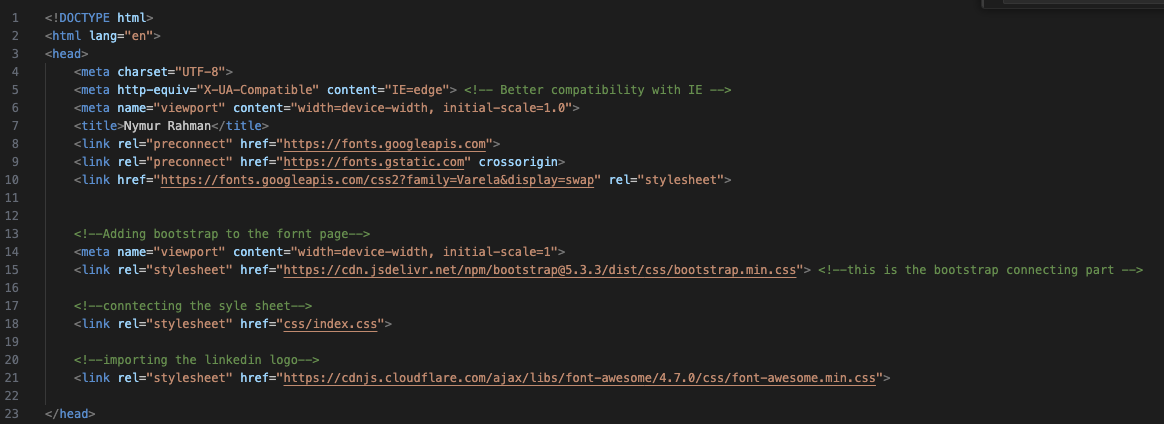 1 <!DOCTYPE html>
2 <html lang="en">
3 <head>
4     <meta charset="UTF-8">
5     <meta http-equiv="X-UA-Compatible" content="IE=edge"> <!-- Better compatibility with IE -->
6     <meta name="viewport" content="width=device-width, initial-scale=1.0">
7     <title>Nymur Rahman</title>
8     <link rel="preconnect" href="https://fonts.googleapis.com">
9     <link rel="preconnect" href="https://fonts.gstatic.com" crossorigin>
10     <link href="https://fonts.googleapis.com/css2?family=Varela&display=swap" rel="stylesheet">
11
12
13     <!--Adding bootstrap to the fornt page-->
14     <meta name="viewport" content="width=device-width, initial-scale=1">
15     <link rel="stylesheet" href="https://cdn.jsdelivr.net/npm/bootstrap@5.3.3/dist/css/bootstrap.min.css"> <!--this is the bootstrap connecting part -->
16
17     <!--conntecting the syle sheet-->
18     <link rel="stylesheet" href="css/index.css">
19
20     <!--importing the linkedin logo-->
21     <link rel="stylesheet" href="https://cdnjs.cloudflare.com/ajax/libs/font-awesome/4.7.0/css/font-awesome.min.css">
22
23 </head>